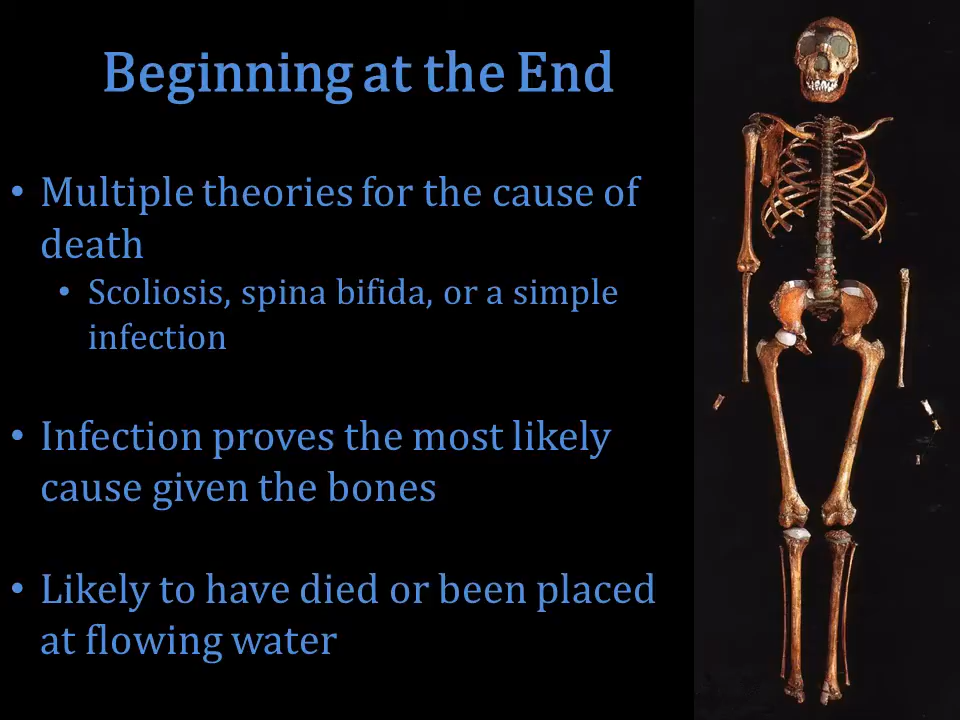 Beginning at the End
• Multiple theories for the cause of
death
• Scoliosis, spina bifida, or a simple
infection
• Infection proves the most likely
cause given the bones
• Likely to have died or been placed
at flowing water